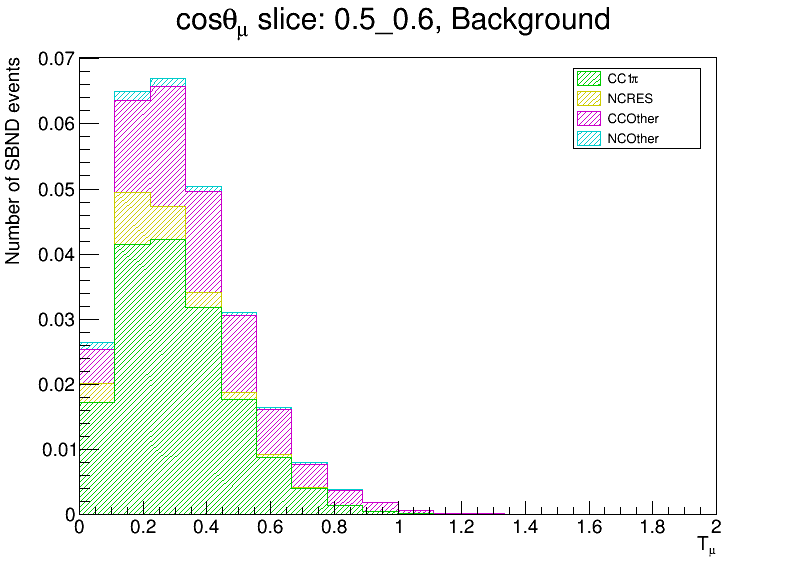 cosθμ slice: 0.5_0.6, Background
Number of SBND events
0.07
0.06
0.05
0.04
0.03
0.02
0.01
0
CC1π
NCRES
CCOther
NCOther
0 0.2 0.4 0.6 0.8 1 1.2 1.4 1.6 1.8 2
Tμ